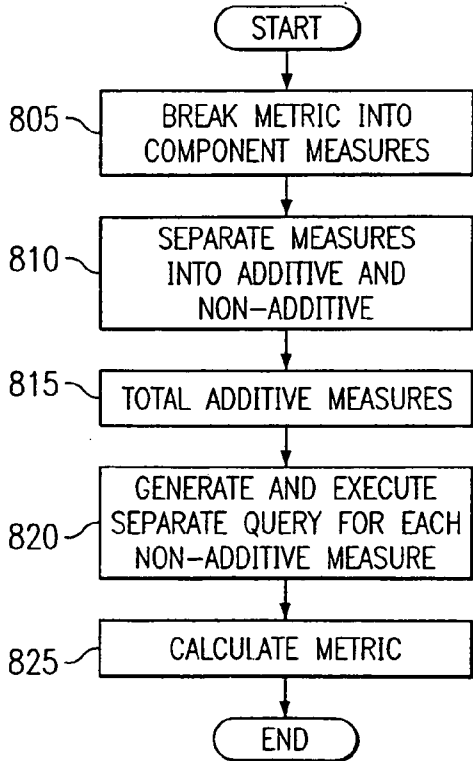 START
805
BREAK METRIC INTO
COMPONENT MEASURES
810
SEPARATE MEASURES
INTO ADDITIVE AND
NON-ADDITIVE
815
TOTAL ADDITIVE MEASURES
820
GENERATE AND EXECUTE
SEPARATE QUERY FOR EACH
NON-ADDITIVE MEASURE
825
CALCULATE METRIC
END